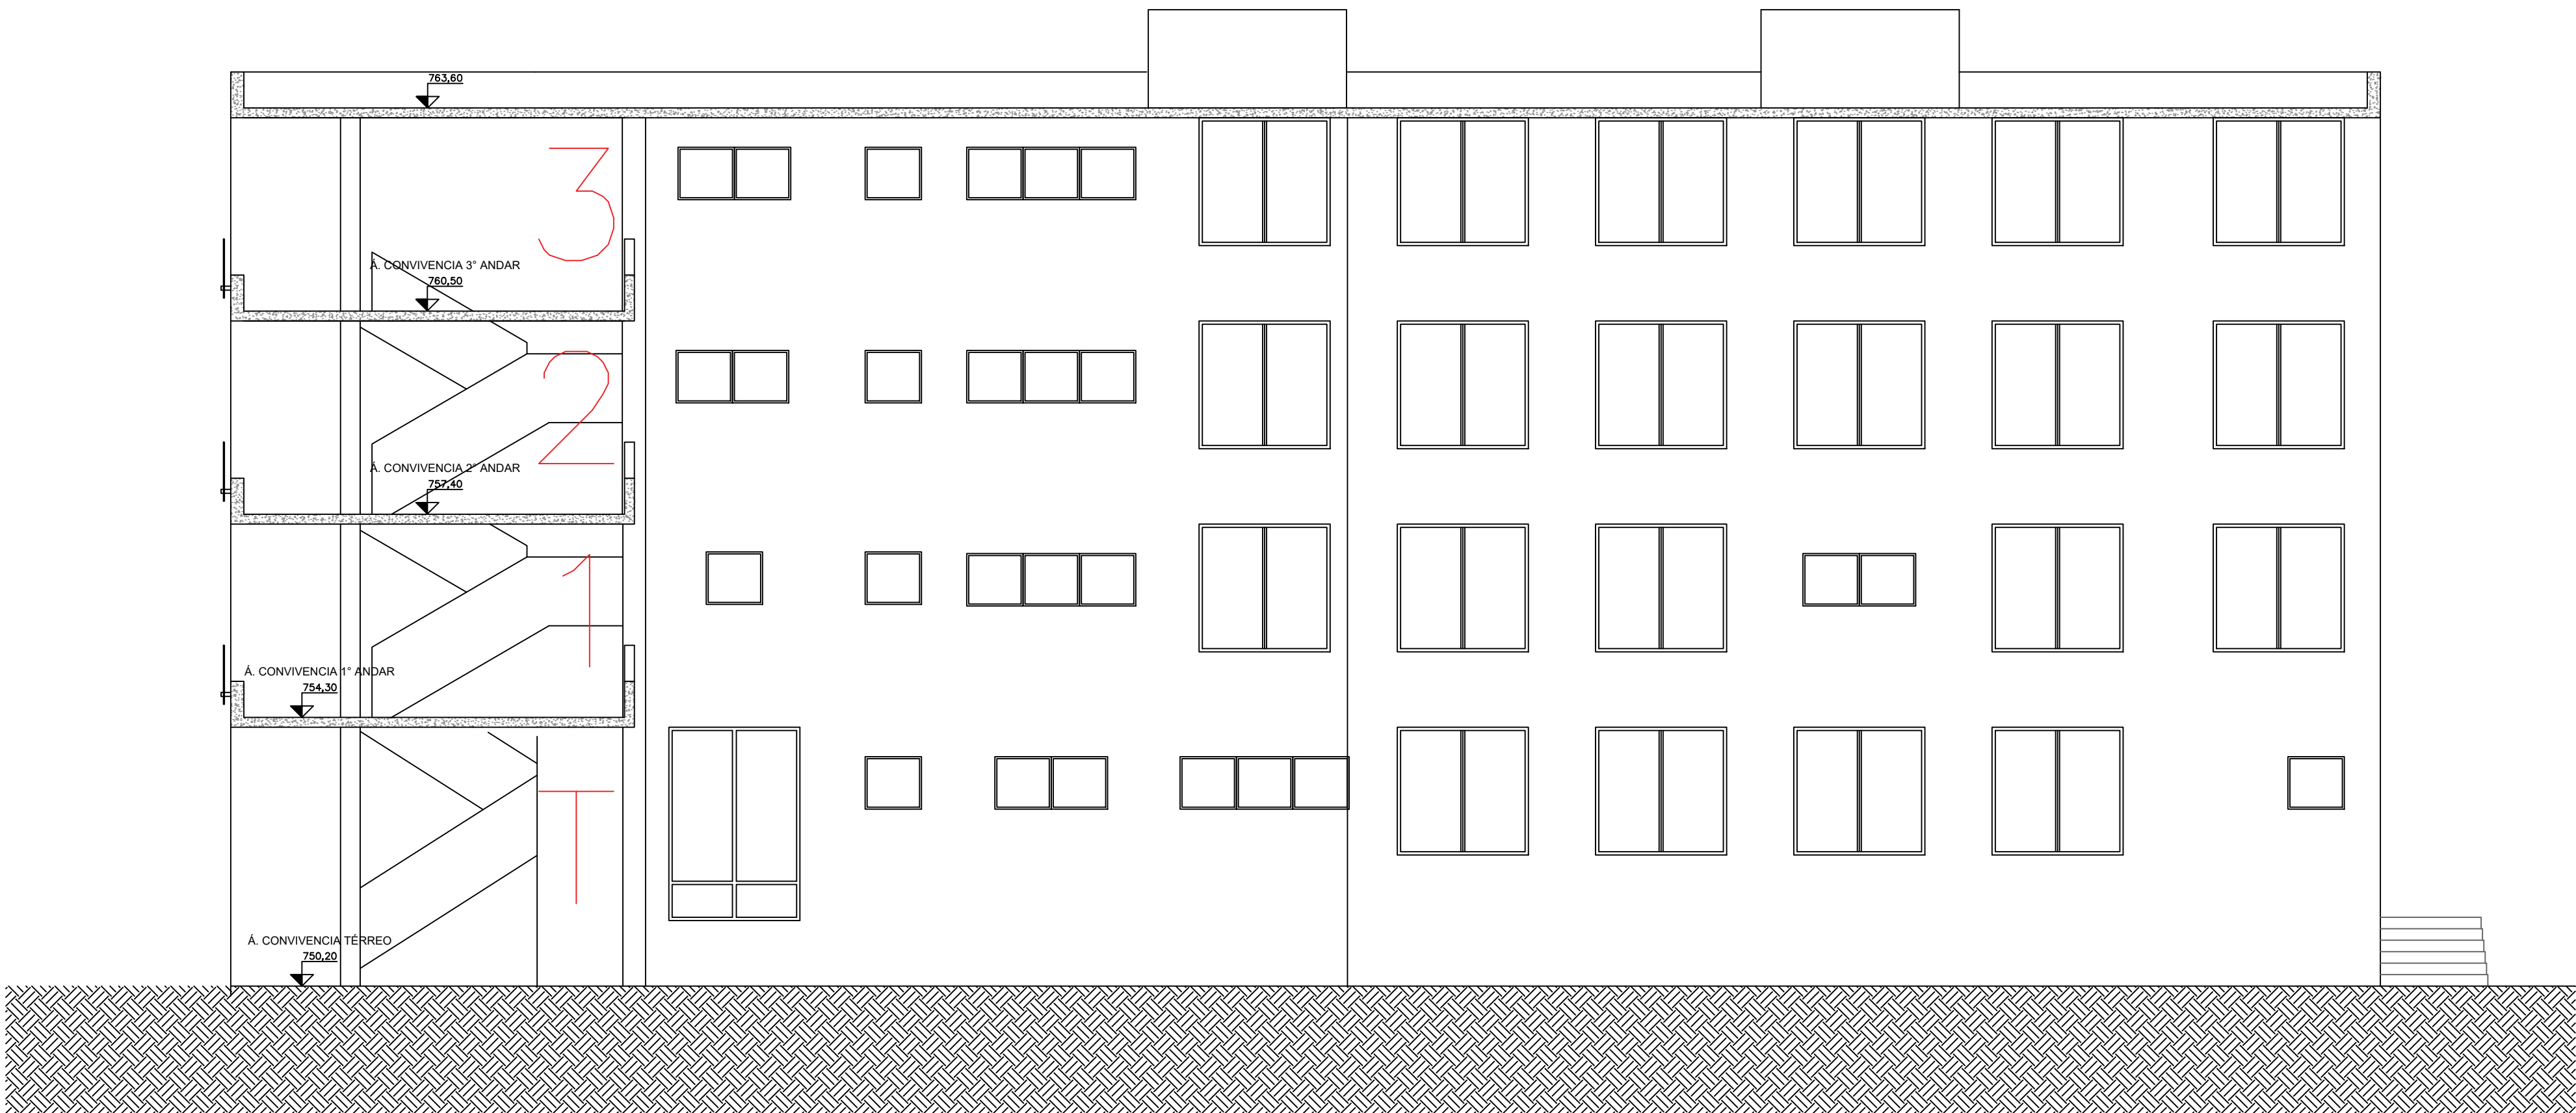 763,60
3
Á. CONVIVENCIA 3° ANDAR
760,50
2
Á. CONVIVENCIA 2° ANDAR
757,40
1
Á. CONVIVENCIA 1° ANDAR
754,30
T
Á. CONVIVENCIA TÉRREO
750,20